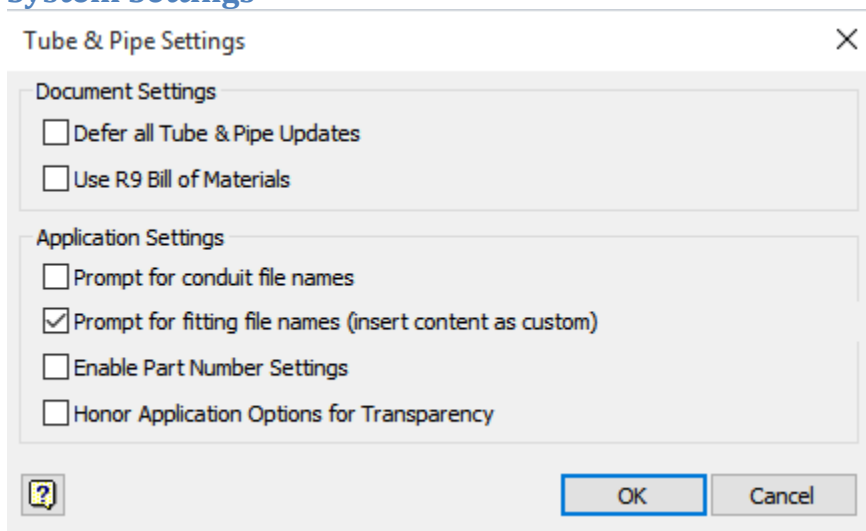 System Settings
Tube & Pipe Settings
Document Settings
Defer all Tube & Pipe Updates
Use R9 Bill of Materials
Application Settings
Prompt for conduit file names
Prompt for fitting file names (insert content as custom)
Enable Part Number Settings
Honor Application Options for Transparency
?
OK
Cancel